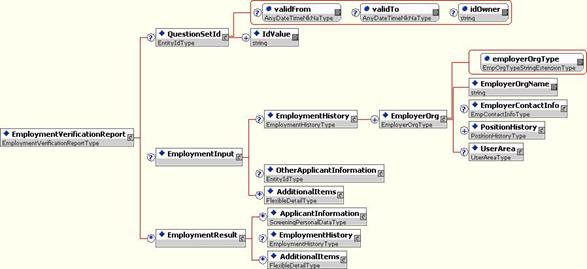 validFrom
AnyDateTimeNkNaType
validTo
AnyDateTimeNkNaType
idOwner
string
QuestionSetId
EntityIdType
IdValue
string
employerOrgType
EmpOrgTypeStringExtensionType
EmployerOrgName
string
EmploymentHistory
EmploymentHistoryType
EmployerOrg
EmployerOrgType
EmployerContactInfo
EmpContactInfoType
PositionHistory
PositionHistoryType
UserArea
UserAreaType
EmploymentVerificationReport
EmploymentVerificationReportType
EmploymentInput
OtherApplicantInformation
EntityIdType
AdditionalItems
FlexibleDetailType
EmploymentResult
ApplicantInformation
ScreeningPersonalDataType
EmploymentHistory
EmploymentHistoryType
AdditionalItems
FlexibleDetailType